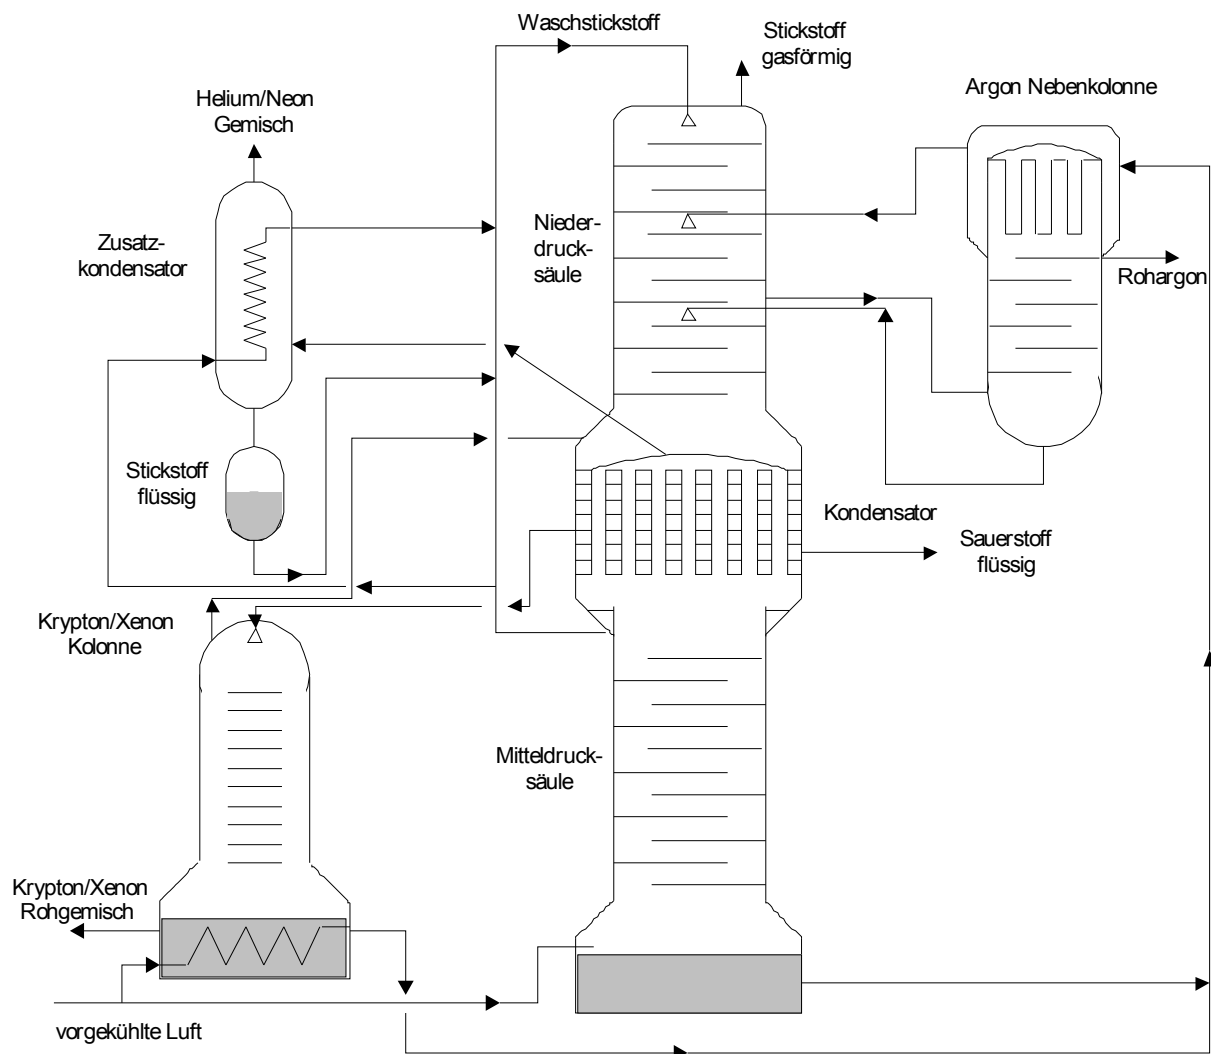 Waschstickstoff
Stickstoff
gasförmig
Argon Nebenkolonne
Helium/Neon
Gemisch
Zusatz-
kondensator
Nieder-
druck-
säule
Rohargon
Stickstoff
flüssig
Kondensator
Sauerstoff
flüssig
Krypton/Xenon
Kolonne
Mitteldruck-
säule
Krypton/Xenon
Rohgemisch
vorgekühlte Luft